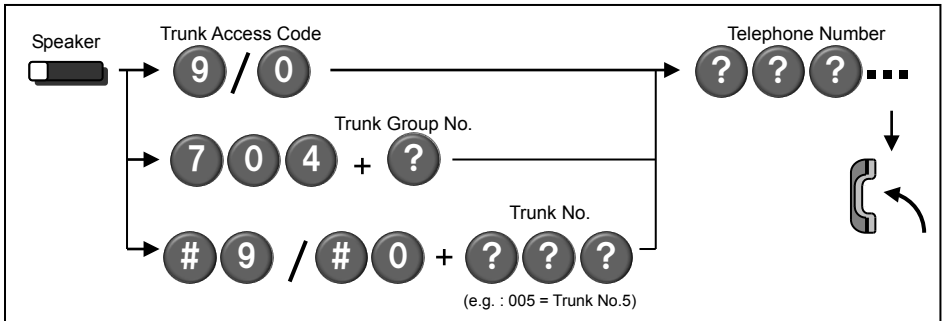 Speaker
Trunk Access Code
9 / 0
Telephone Number
? ? ? ...
Trunk Group No.
7 0 4 + ?
Trunk No.
# 9 / # 0 + ? ? ?
(e.g. : 005 = Trunk No.5)